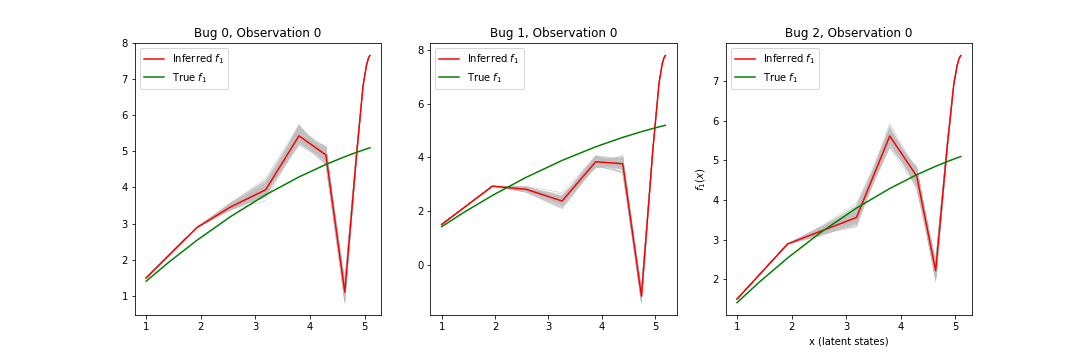 Bug 0, Observation 0
8
7
6
5
4
3
2
1
1 2 3 4 5
Inferred f₁
True f₁
Bug 1, Observation 0
8
6
4
2
0
1 2 3 4 5
Inferred f₁
True f₁
Bug 2, Observation 0
f₁(x)
7
6
5
4
3
2
1 2 3 4 5
x (latent states)
Inferred f₁
True f₁